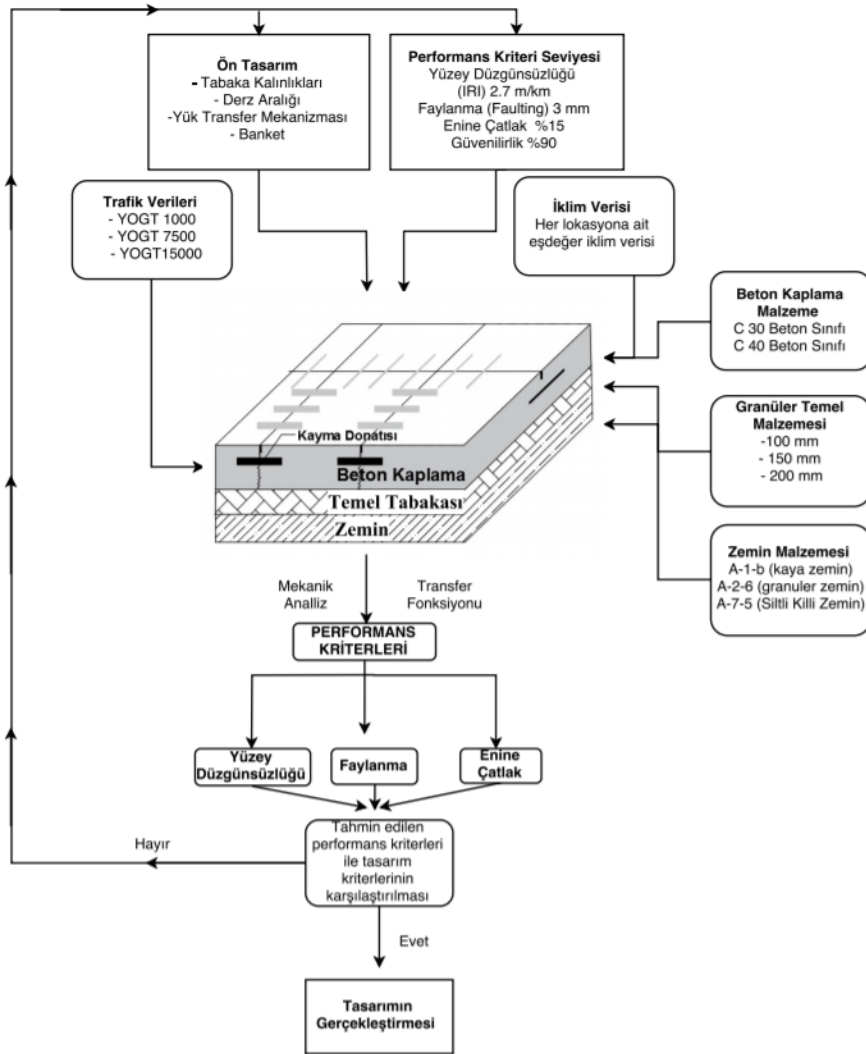 Ön Tasarım
- Tabaka Kalınlıkları
- Derz Aralığı
-Yük Transfer Mekanizması
- Banket
Performans Kriteri Seviyesi
Yüzey Düzgünsüzlüğü
(IRI) 2.7 m/km
Faylanma (Faulting) 3 mm
Enine Çatlak %15
Güvenilirlik %90
Trafik Verileri
- YOGT 1000
- YOGT 7500
- YOGT15000
İklim Verisi
Her lokasyona ait
eşdeğer iklim verisi
Beton Kaplama
Malzeme
C 30 Beton Sınıfı
C 40 Beton Sınıfı
Granüler Temel
Malzemesi
-100 mm
- 150 mm
- 200 mm
Zemin Malzemesi
A-1-b (kaya zemin)
A-2-6 (granuler zemin)
A-7-5 (Siltli Killi Zemin)
Kayma Donatısı
Beton Kaplama
Temel Tabakası
Zemin
Mekanik
Analliz
Transfer
Fonksiyonu
PERFORMANS
KRİTERLERİ
Yüzey
Düzgünsüzlüğü
Faylanma
Enine
Çatlak
Tahmin edilen
performans kriterleri
ile tasarım
kriterlerinin
karşılaştırılması
Hayır
Evet
Tasarımın
Gerçekleştirmesi